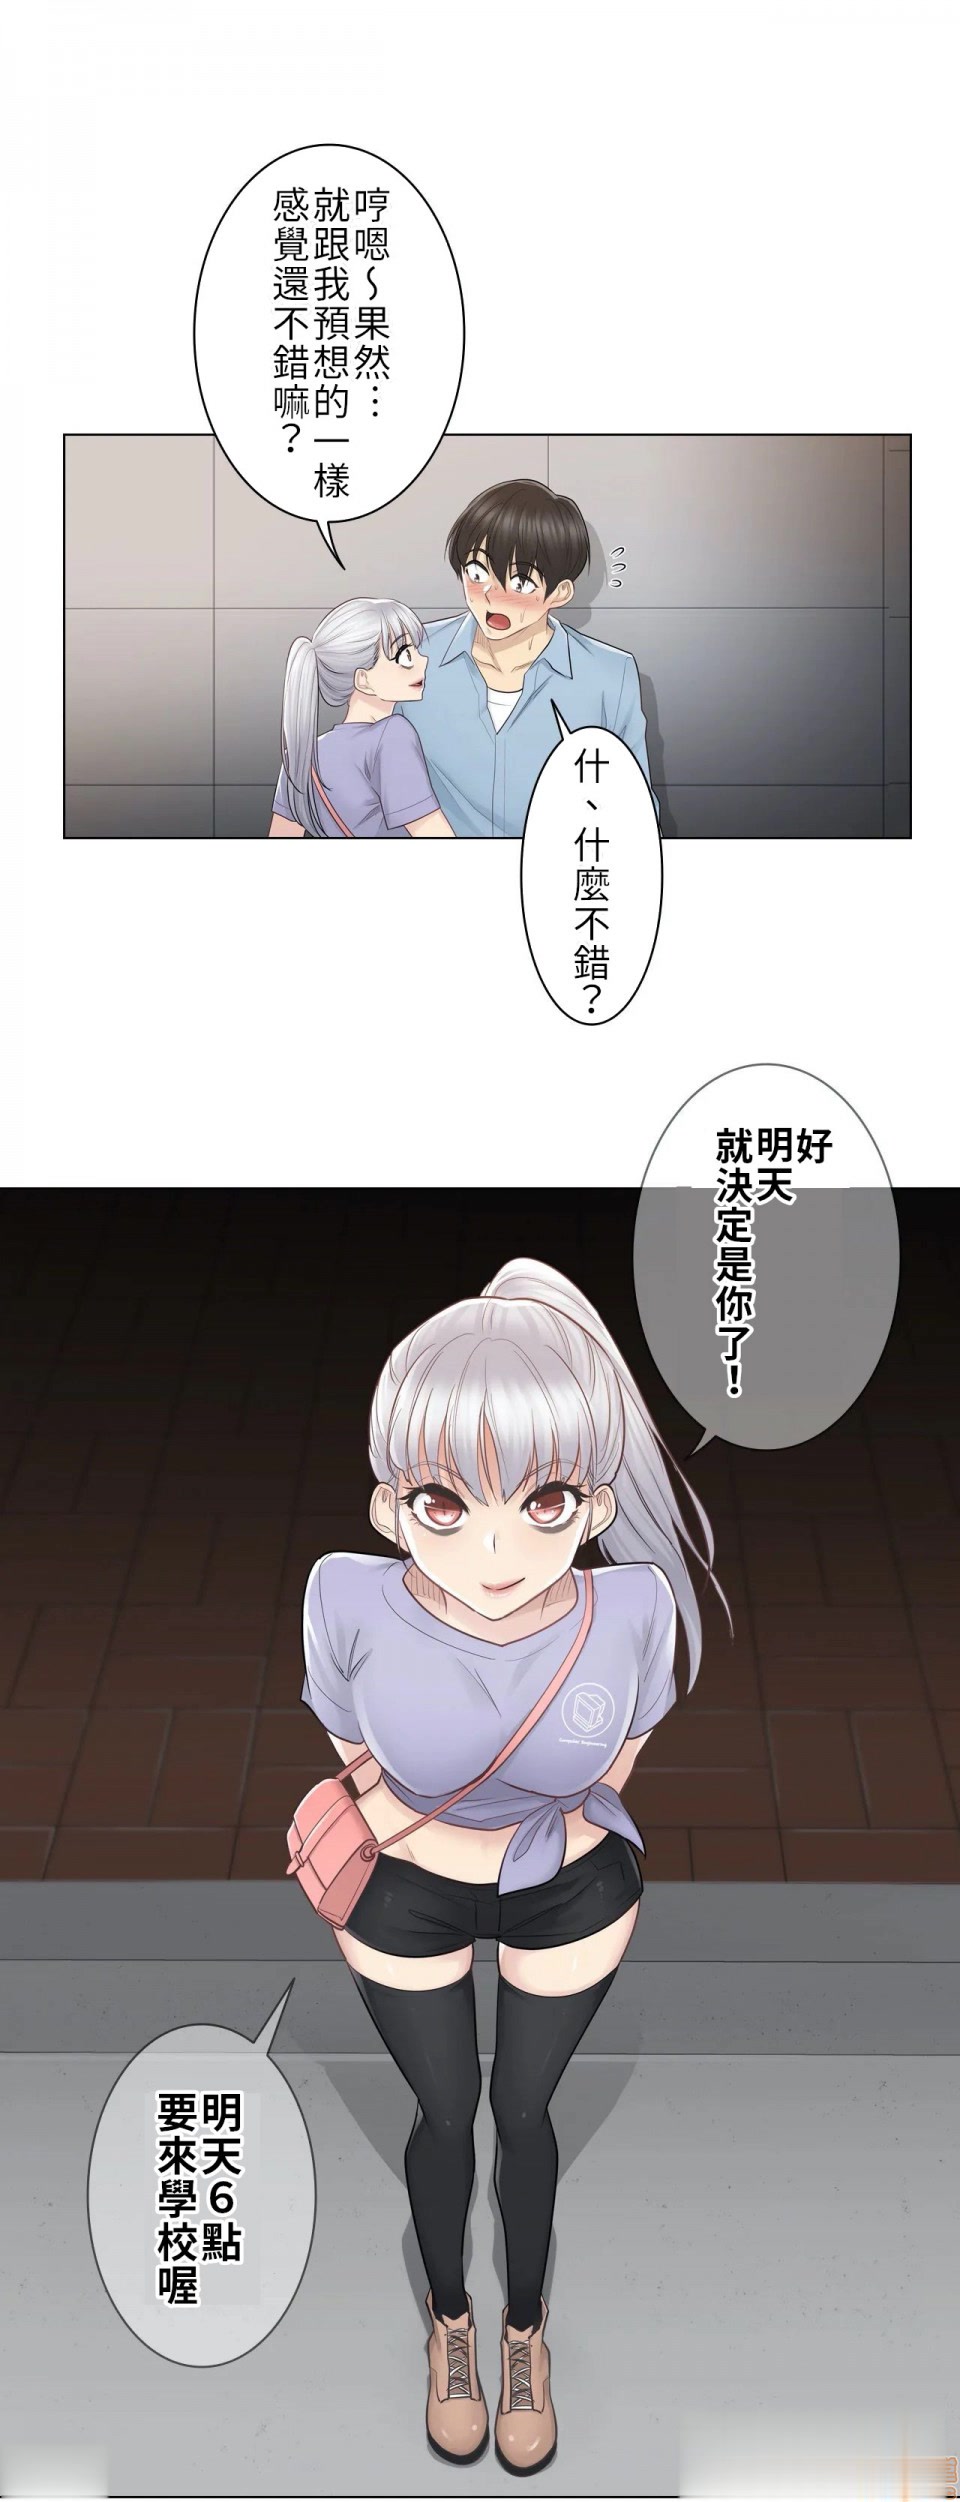 哼嗯～果然…
就跟我預想的一樣
感覺還不錯嘛？
什、什麼不錯？
好
明天
就決定是你了！
Computer Engineering
明天6點
要來學校喔